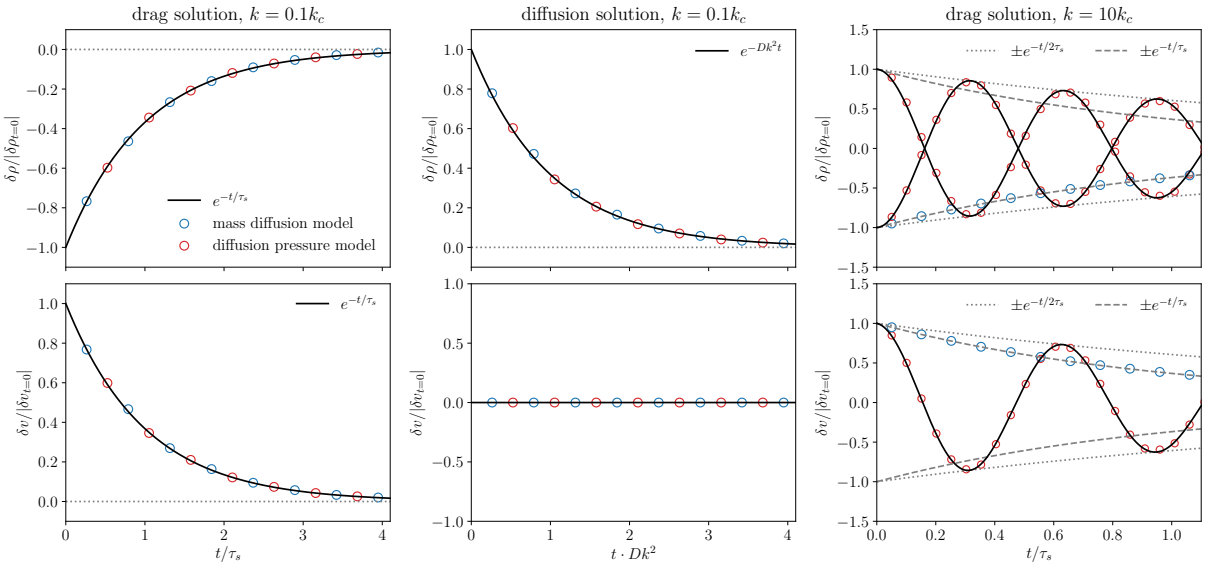 drag solution, k = 0.1k_c
0.0
−0.2
−0.4
−0.6
−0.8
−1.0
δρ/|δρ_{t=0}|
e^{−t/τ_s}
mass diffusion model
diffusion pressure model
diffusion solution, k = 0.1k_c
1.0
0.8
0.6
0.4
0.2
0.0
δρ/|δρ_{t=0}|
e^{−Dk²t}
drag solution, k = 10k_c
1.5
1.0
0.5
0.0
−0.5
−1.0
−1.5
δρ/|δρ_{t=0}|
±e^{−t/2τ_s} ±e^{−t/τ_s}
1.0
0.8
0.6
0.4
0.2
0.0
δv/|δv_{t=0}|
e^{−t/τ_s}
0 1 2 3 4
t/τ_s
1.0
0.5
0.0
−0.5
−1.0
δv/|δv_{t=0}|
0 1 2 3 4
t · Dk²
1.5
1.0
0.5
0.0
−0.5
−1.0
−1.5
δv/|δv_{t=0}|
±e^{−t/2τ_s} ±e^{−t/τ_s}
0.0 0.2 0.4 0.6 0.8 1.0
t/τ_s